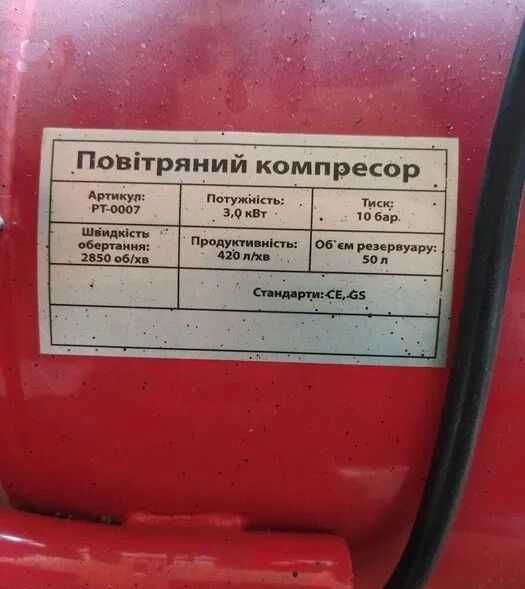 Повітряний компресор
Артикул:
PT-0007
Потужність:
3,0 кВт
Тиск:
10 бар.
Швидкість
обертання:
2850 об/хв
Продуктивність:
420 л/хв
Об`єм резервуару:
50 л
Стандарти: CE, GS